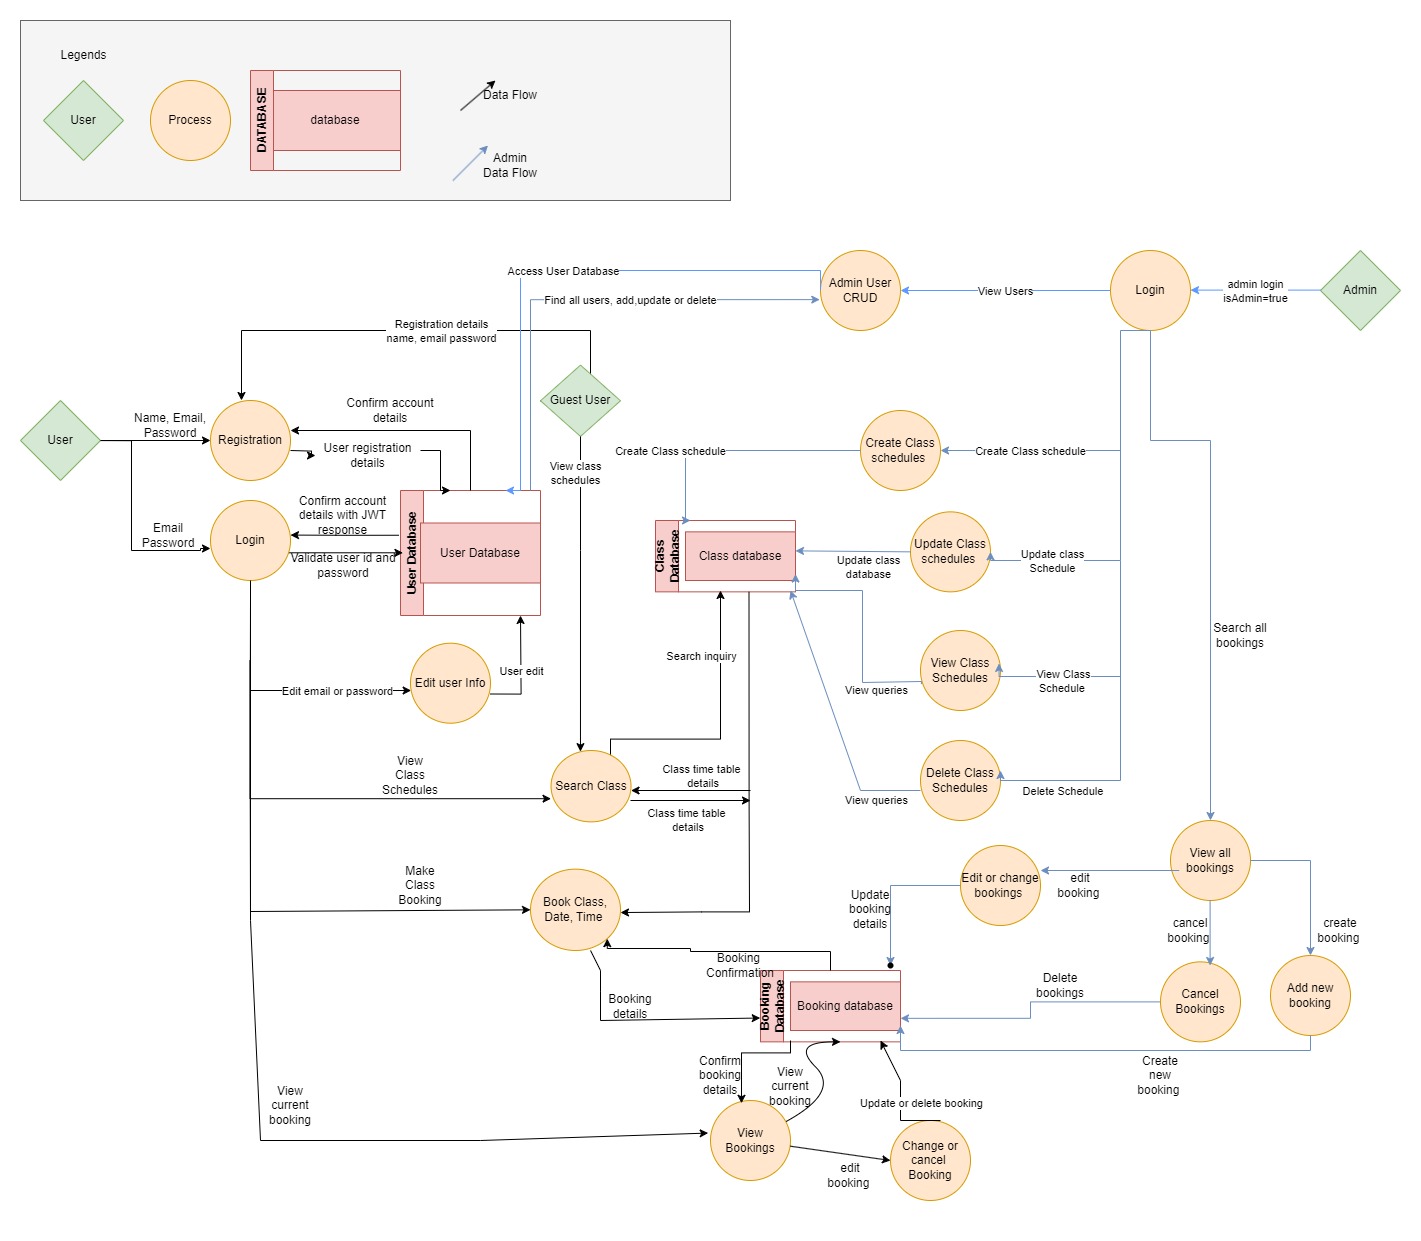 Legends
User
Process
DATABASE
database
Data Flow
Admin
Data Flow
Access User Database
Find all users, add,update or delete
Admin User
CRUD
View Users
Login
admin login
isAdmin=true
Admin
Registration details
name, email password
Guest User
User
Name, Email,
Password
Registration
Confirm account
details
User registration
details
View class
schedules
Email
Password
Login
Confirm account
details with JWT
response
Validate user id and
password
User Database
User Database
Create Class schedule
Create Class
schedules
Create Class schedule
Class
Database
Class database
Update class
database
Update Class
schedules
Update class
Schedule
Search all
bookings
Edit email or password
Edit user Info
User edit
Search inquiry
View queries
View Class
Schedules
View Class
Schedule
View
Class
Schedules
Search Class
Class time table
details
Class time table
details
View queries
Delete Class
Schedules
Delete Schedule
View all
bookings
Make
Class
Booking
Book Class,
Date, Time
Update
booking
details
Edit or change
bookings
edit
booking
cancel
booking
create
booking
Booking
Confirmation
Booking
details
Booking
Database
Booking database
Delete
bookings
Cancel
Bookings
Add new
booking
Create
new
booking
View
current
booking
Confirm
booking
details
View
current
booking
Update or delete booking
View
Bookings
edit
booking
Change or
cancel
Booking